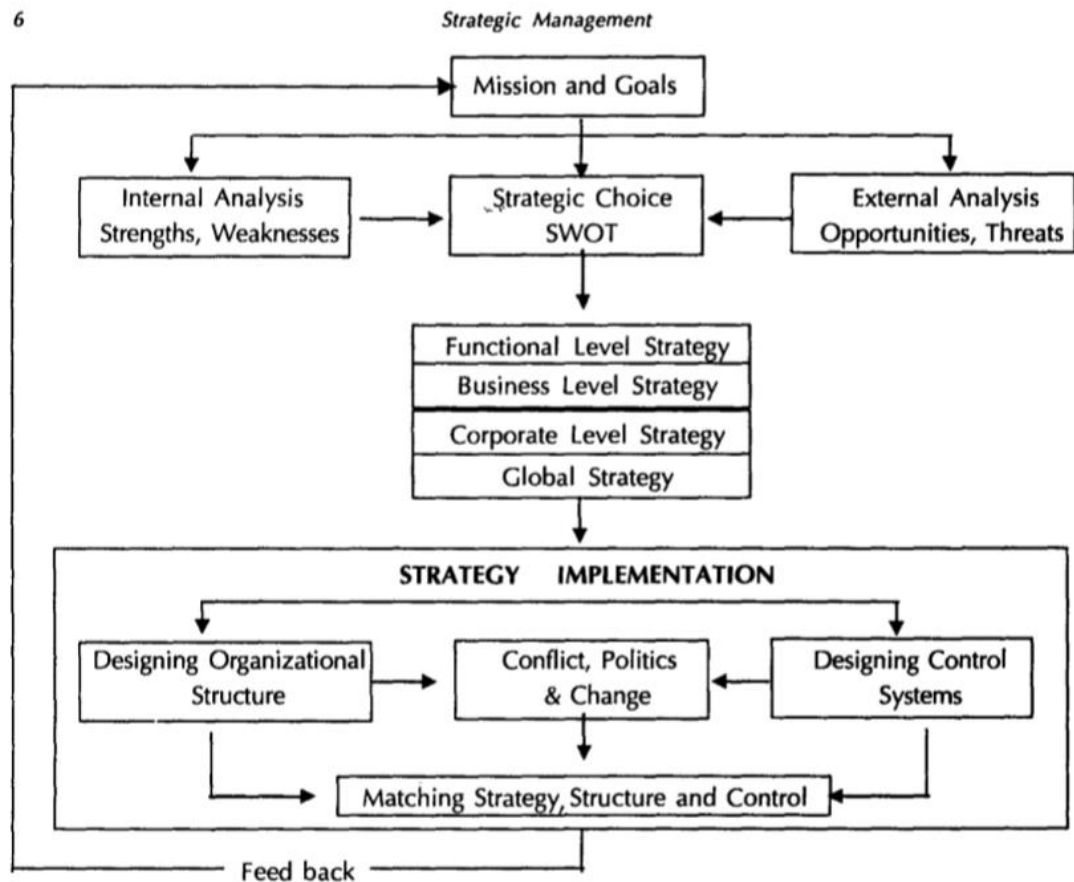 6
Strategic Management
Mission and Goals
Internal Analysis
Strengths, Weaknesses
Strategic Choice
SWOT
External Analysis
Opportunities, Threats
Functional Level Strategy
Business Level Strategy
Corporate Level Strategy
Global Strategy
STRATEGY IMPLEMENTATION
Designing Organizational
Structure
Conflict, Politics
& Change
Designing Control
Systems
Matching Strategy, Structure and Control
Feed back